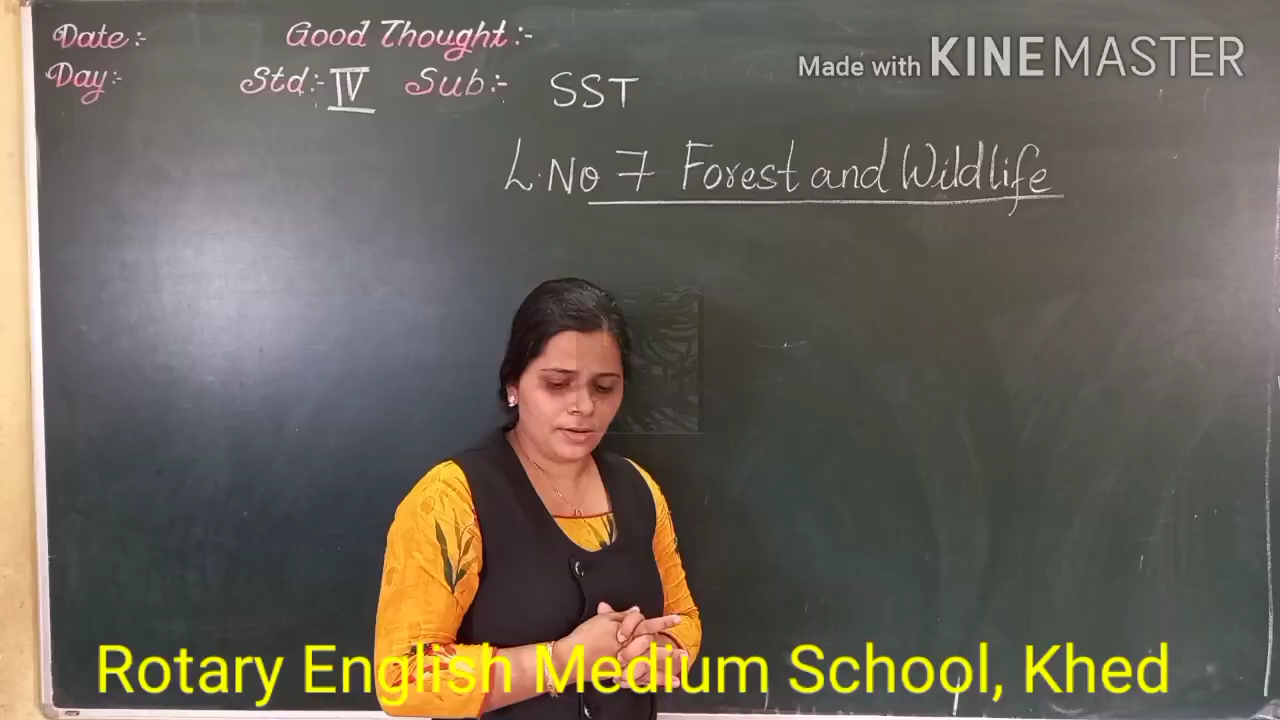 Date:- Good Thought:-
Made with KINEMASTER
Day:- Std:- IV Sub:- SST
L.No 7 Forest and Wildlife
Rotary English Medium School, Khed